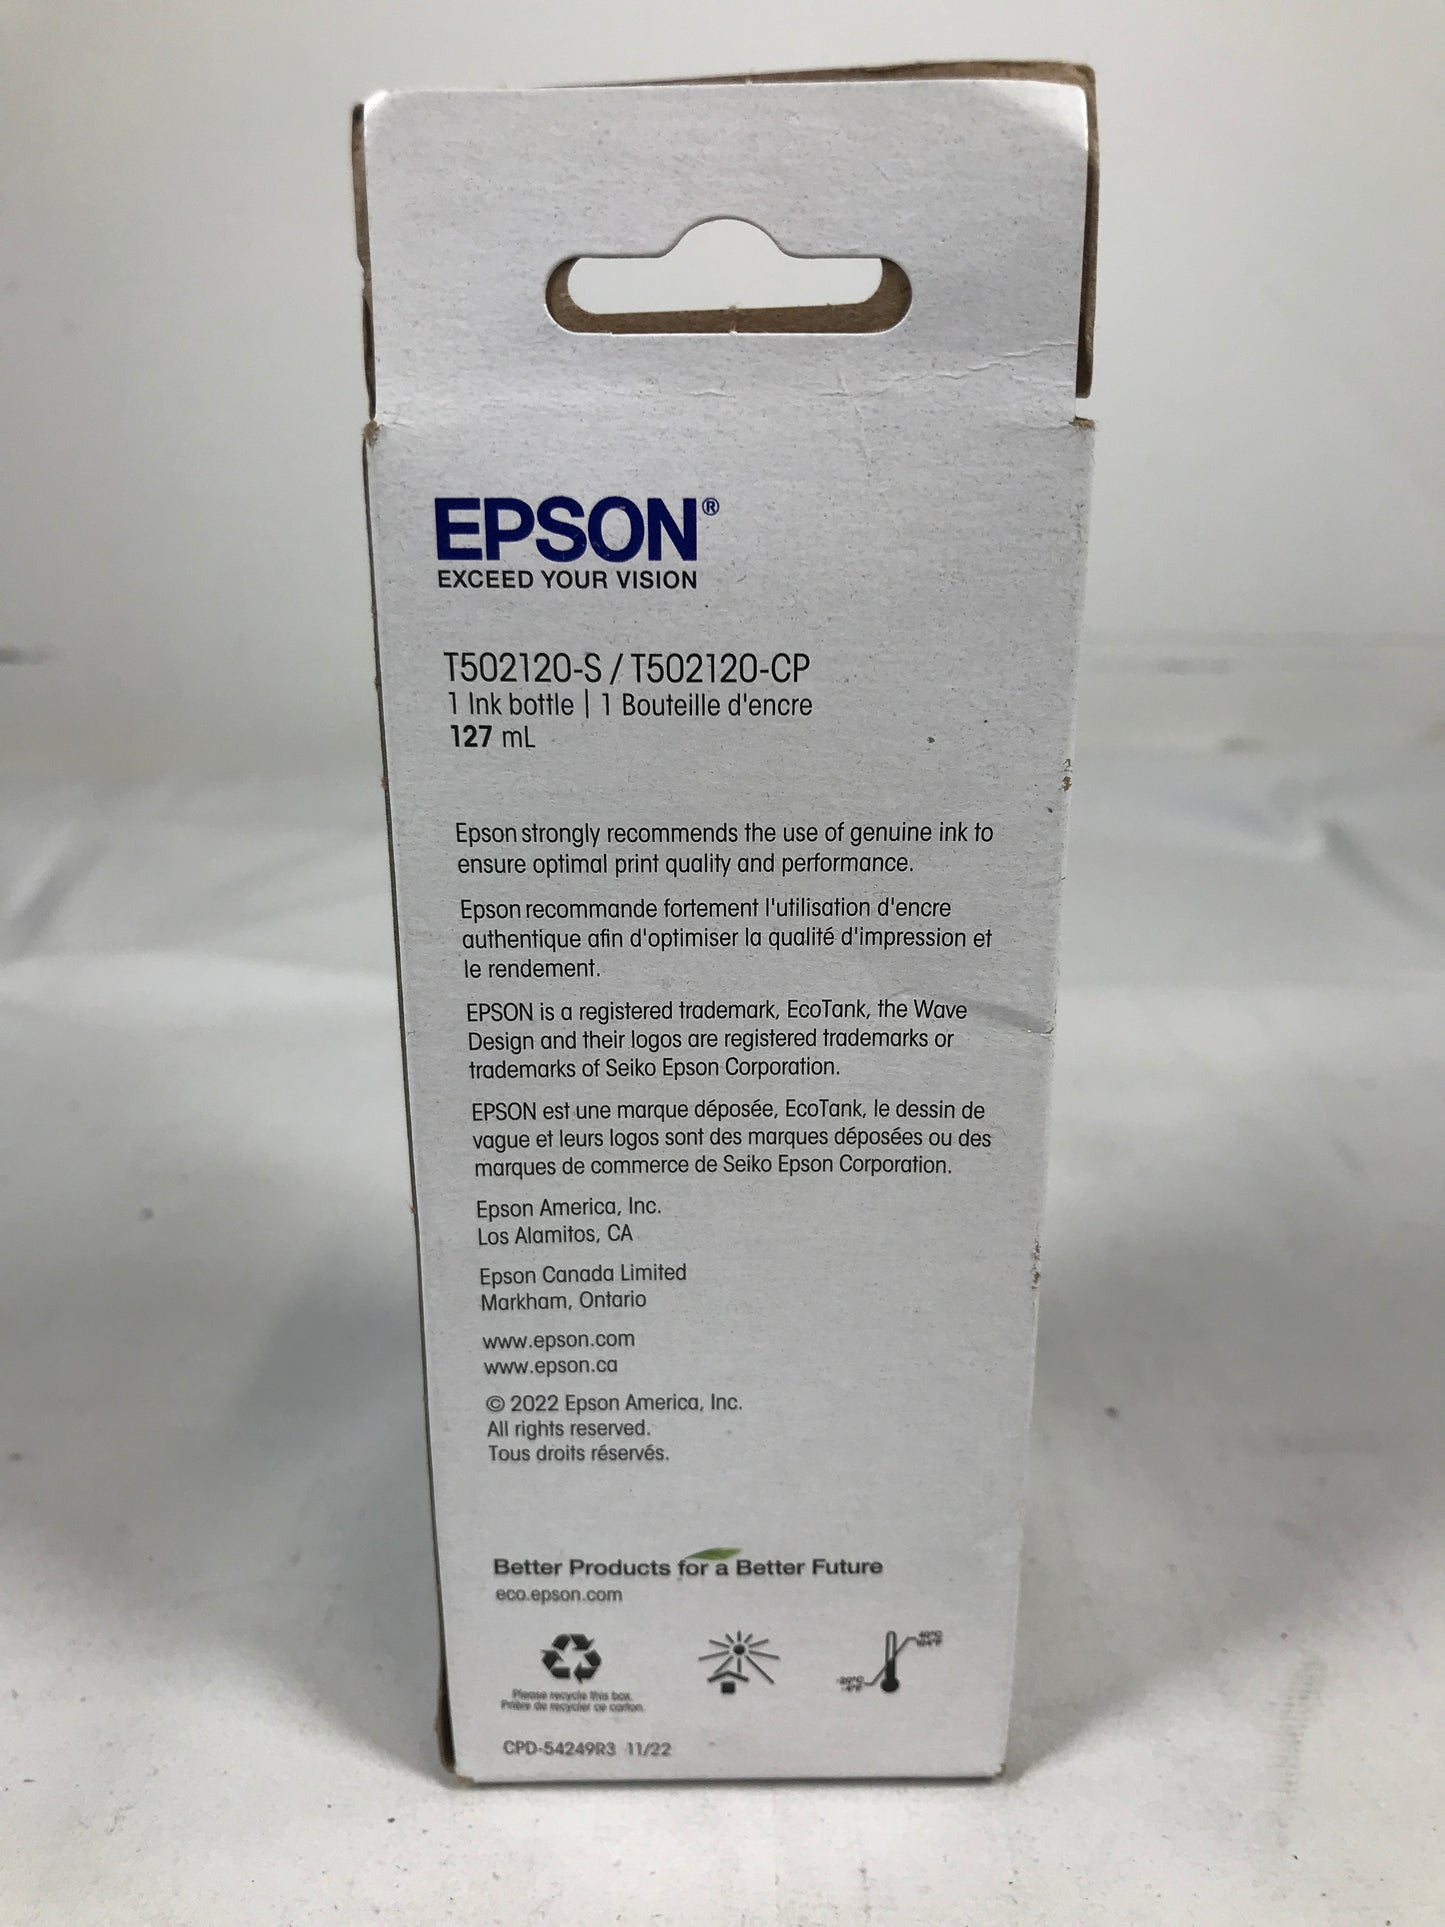 EPSON®
EXCEED YOUR VISION
T502120-S / T502120-CP
1 Ink bottle | 1 Bouteille d'encre
127 mL
Epson strongly recommends the use of genuine ink to
ensure optimal print quality and performance.
Epson recommande fortement l'utilisation d'encre
authentique afin d'optimiser la qualité d'impression et
le rendement.
EPSON is a registered trademark, EcoTank, the Wave
Design and their logos are registered trademarks or
trademarks of Seiko Epson Corporation.
EPSON est une marque déposée, EcoTank, le dessin de
vague et leurs logos sont des marques déposées ou des
marques de commerce de Seiko Epson Corporation.
Epson America, Inc.
Los Alamitos, CA
Epson Canada Limited
Markham, Ontario
www.epson.com
www.epson.ca
© 2022 Epson America, Inc.
All rights reserved.
Tous droits réservés.
Better Products for a Better Future
eco.epson.com
40°C
104°F
-20°C
-4°F
Please recycle this box.
Prière de recycler ce carton.
CPD-54249R3 11/22